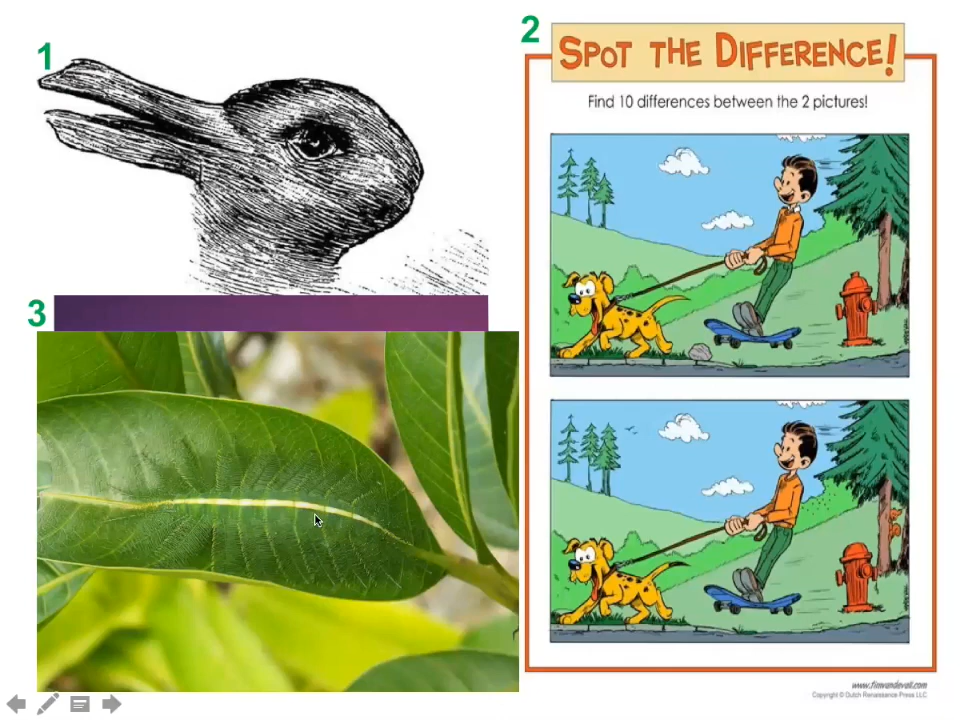 1
2
SPOT THE DIFFERENCE!
Find 10 differences between the 2 pictures!
3
www.timvandevall.com
Copyright © Dutch Renaissance Press LLC